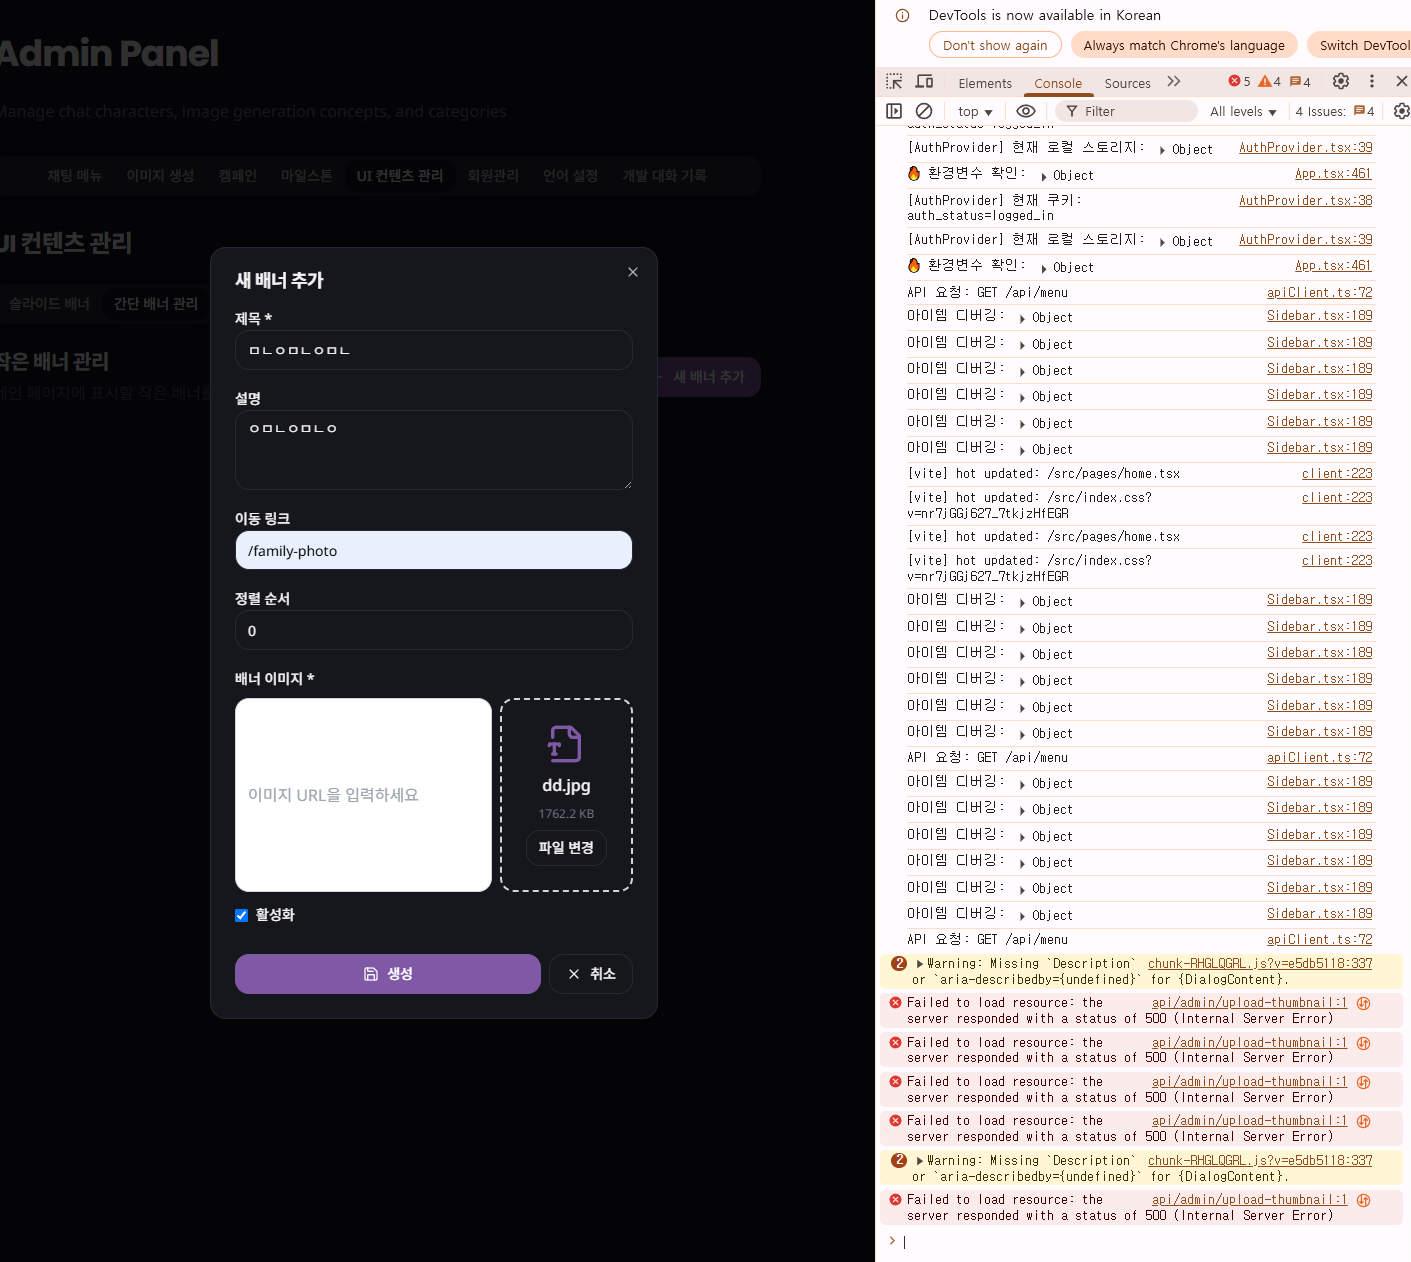 Admin Panel
Manage chat characters, image generation concepts, and categories
채팅 메뉴
이미지 생성
캠페인
마일스톤
UI 컨텐츠 관리
회원관리
언어 설정
개발 대화 기록
UI 컨텐츠 관리
슬라이드 배너
간단 배너 관리
작은 배너 관리
메인 페이지에 표시할 작은 배너를
새 배너 추가
새 배너 추가
제목 *
ㅁㄴㅇㅁㄴㅇㅁㄴ
설명
ㅇㅁㄴㅇㅁㄴㅇ
이동 링크
/family-photo
정렬 순서
0
배너 이미지 *
이미지 URL을 입력하세요
dd.jpg
1762.2 KB
파일 변경
활성화
생성
취소
DevTools is now available in Korean
Don't show again
Always match Chrome's language
Switch DevTool
Elements
Console
Sources
5
4
4
top
Filter
All levels
4 Issues:
4
auth_status=logged_in
[AuthProvider] 현재 로컬 스토리지: Object AuthProvider.tsx:39
🔥 환경변수 확인: Object App.tsx:461
[AuthProvider] 현재 쿠키: AuthProvider.tsx:38
auth_status=logged_in
[AuthProvider] 현재 로컬 스토리지: Object AuthProvider.tsx:39
🔥 환경변수 확인: Object App.tsx:461
API 요청: GET /api/menu apiClient.ts:72
아이템 디버깅: Object Sidebar.tsx:189
아이템 디버깅: Object Sidebar.tsx:189
아이템 디버깅: Object Sidebar.tsx:189
아이템 디버깅: Object Sidebar.tsx:189
아이템 디버깅: Object Sidebar.tsx:189
아이템 디버깅: Object Sidebar.tsx:189
[vite] hot updated: /src/pages/home.tsx client:223
[vite] hot updated: /src/index.css? client:223
v=nr7jGGj627_7tkjzHfEGR
[vite] hot updated: /src/pages/home.tsx client:223
[vite] hot updated: /src/index.css? client:223
v=nr7jGGj627_7tkjzHfEGR
아이템 디버깅: Object Sidebar.tsx:189
아이템 디버깅: Object Sidebar.tsx:189
아이템 디버깅: Object Sidebar.tsx:189
아이템 디버깅: Object Sidebar.tsx:189
아이템 디버깅: Object Sidebar.tsx:189
아이템 디버깅: Object Sidebar.tsx:189
API 요청: GET /api/menu apiClient.ts:72
아이템 디버깅: Object Sidebar.tsx:189
아이템 디버깅: Object Sidebar.tsx:189
아이템 디버깅: Object Sidebar.tsx:189
아이템 디버깅: Object Sidebar.tsx:189
아이템 디버깅: Object Sidebar.tsx:189
아이템 디버깅: Object Sidebar.tsx:189
API 요청: GET /api/menu apiClient.ts:72
2 Warning: Missing `Description` chunk-RHGLQGRL.js?v=e5db5118:337
or `aria-describedby={undefined}` for {DialogContent}.
Failed to load resource: the api/admin/upload-thumbnail:1
server responded with a status of 500 (Internal Server Error)
Failed to load resource: the api/admin/upload-thumbnail:1
server responded with a status of 500 (Internal Server Error)
Failed to load resource: the api/admin/upload-thumbnail:1
server responded with a status of 500 (Internal Server Error)
Failed to load resource: the api/admin/upload-thumbnail:1
server responded with a status of 500 (Internal Server Error)
2 Warning: Missing `Description` chunk-RHGLQGRL.js?v=e5db5118:337
or `aria-describedby={undefined}` for {DialogContent}.
Failed to load resource: the api/admin/upload-thumbnail:1
server responded with a status of 500 (Internal Server Error)